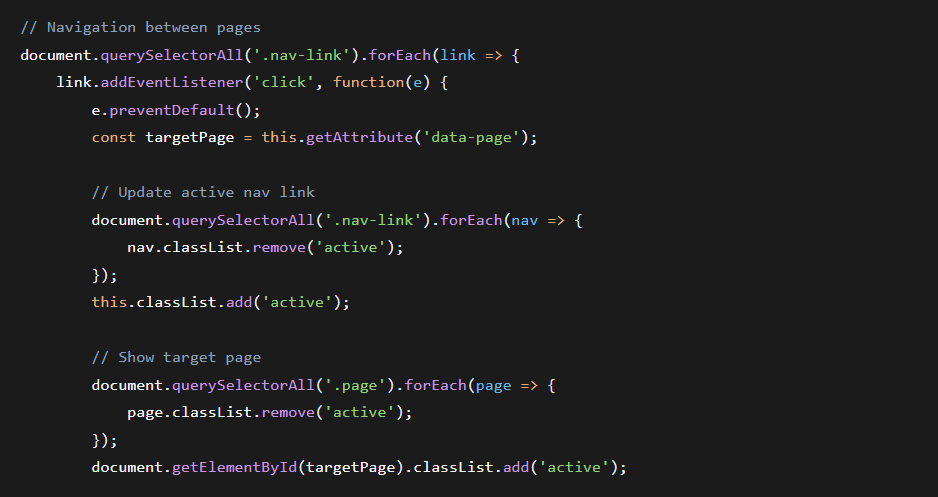 // Navigation between pages
document.querySelectorAll('.nav-link').forEach(link => {
    link.addEventListener('click', function(e) {
        e.preventDefault();
        const targetPage = this.getAttribute('data-page');

        // Update active nav link
        document.querySelectorAll('.nav-link').forEach(nav => {
            nav.classList.remove('active');
        });
        this.classList.add('active');

        // Show target page
        document.querySelectorAll('.page').forEach(page => {
            page.classList.remove('active');
        });
        document.getElementById(targetPage).classList.add('active');